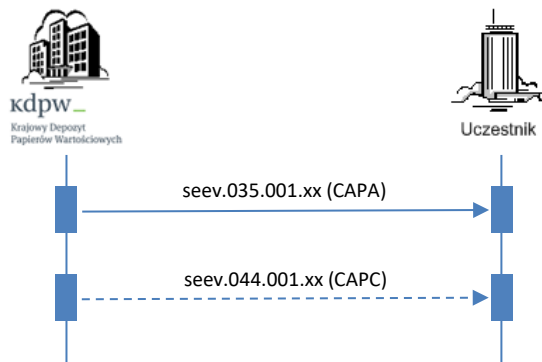 kdpw_
Krajowy Depozyt
Papierów Wartościowych
Uczestnik
seev.035.001.xx (CAPA)
seev.044.001.xx (CAPC)